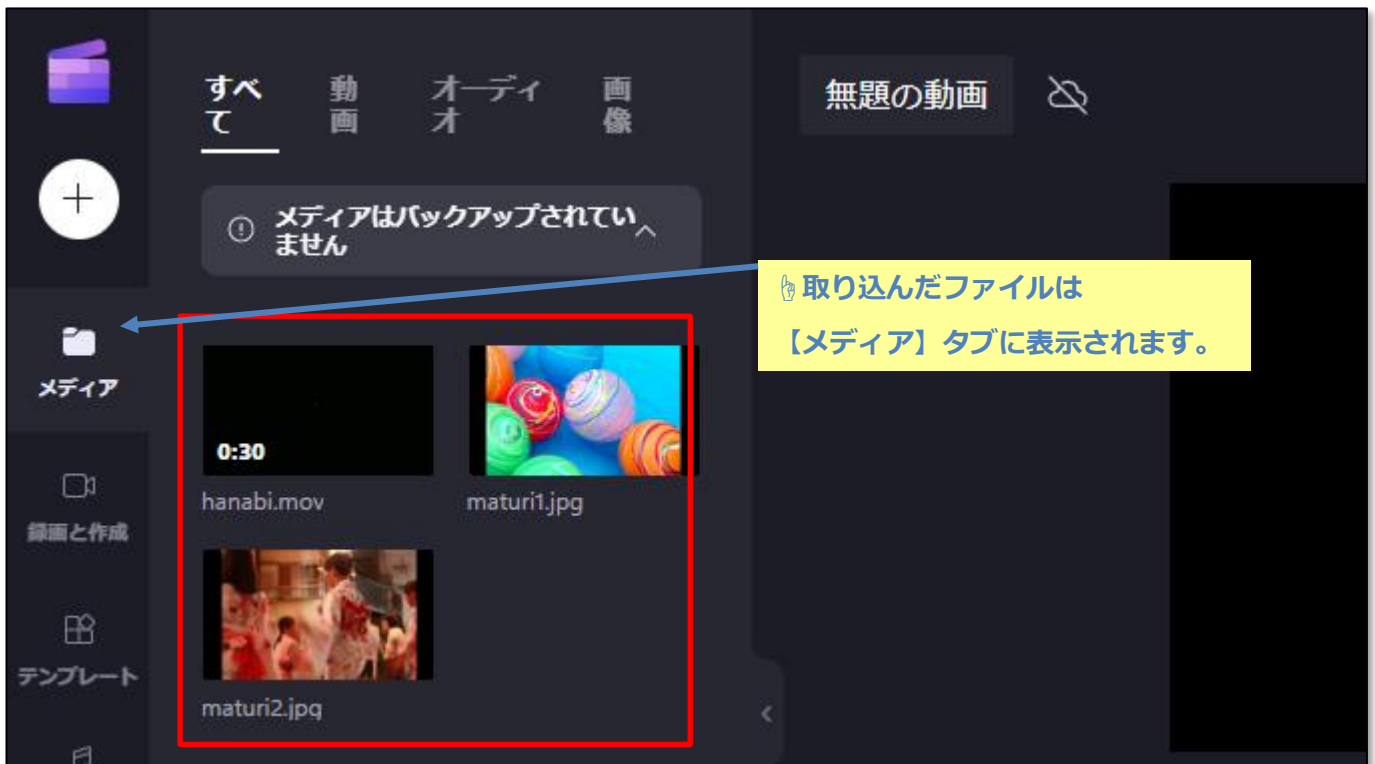 すべ
て
動
画
オーディ
オ
画
像
無題の動画
メディアはバックアップされてい
ません
☝取り込んだファイルは
【メディア】タブに表示されます。
メディア
0:30
hanabi.mov
maturi1.jpg
録画と作成
テンプレート
maturi2.jpg